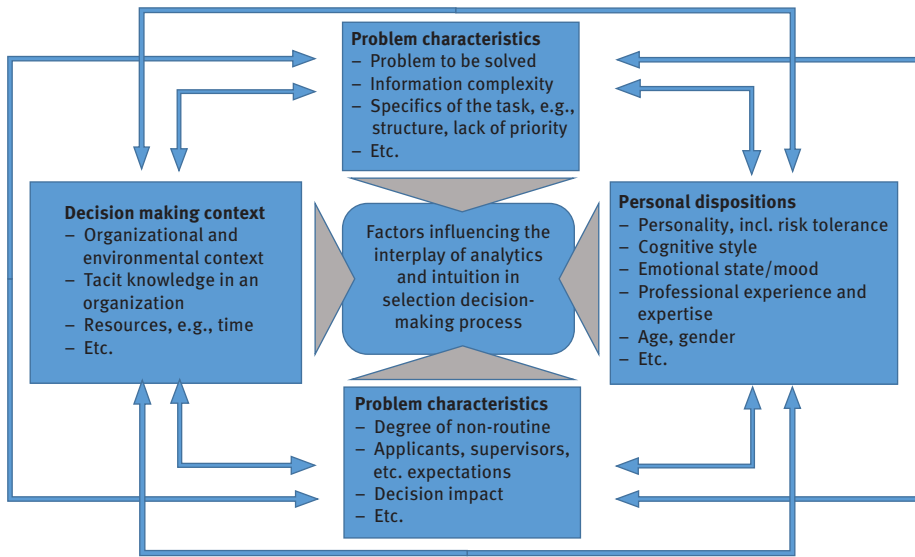 Problem characteristics
– Problem to be solved
– Information complexity
– Specifics of the task, e.g.,
structure, lack of priority
– Etc.
Decision making context
– Organizational and
environmental context
– Tacit knowledge in an
organization
– Resources, e.g., time
– Etc.
Factors influencing the
interplay of analytics
and intuition in
selection decision-
making process
Personal dispositions
– Personality, incl. risk tolerance
– Cognitive style
– Emotional state/mood
– Professional experience and
expertise
– Age, gender
– Etc.
Problem characteristics
– Degree of non-routine
– Applicants, supervisors,
etc. expectations
– Decision impact
– Etc.